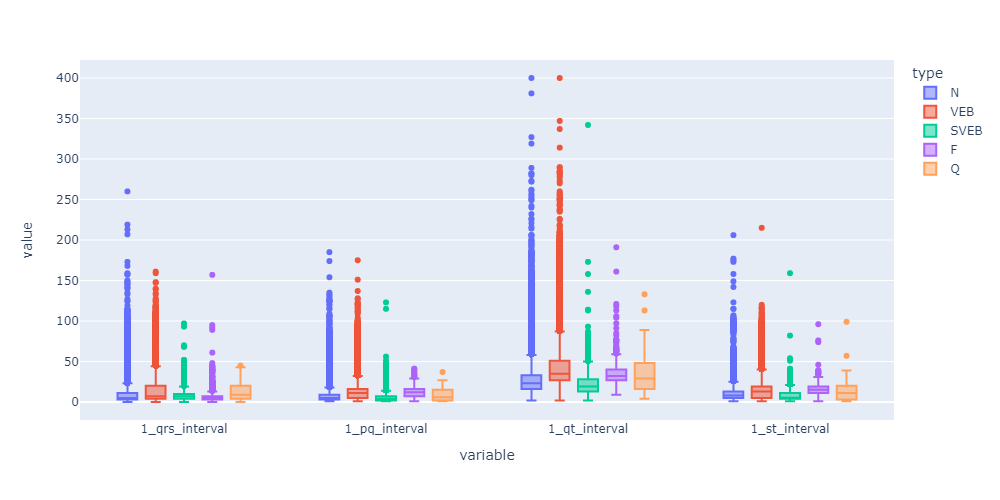 type
N
VEB
SVEB
F
Q
value
400
350
300
250
200
150
100
50
0
1_qrs_interval 1_pq_interval 1_qt_interval 1_st_interval
variable